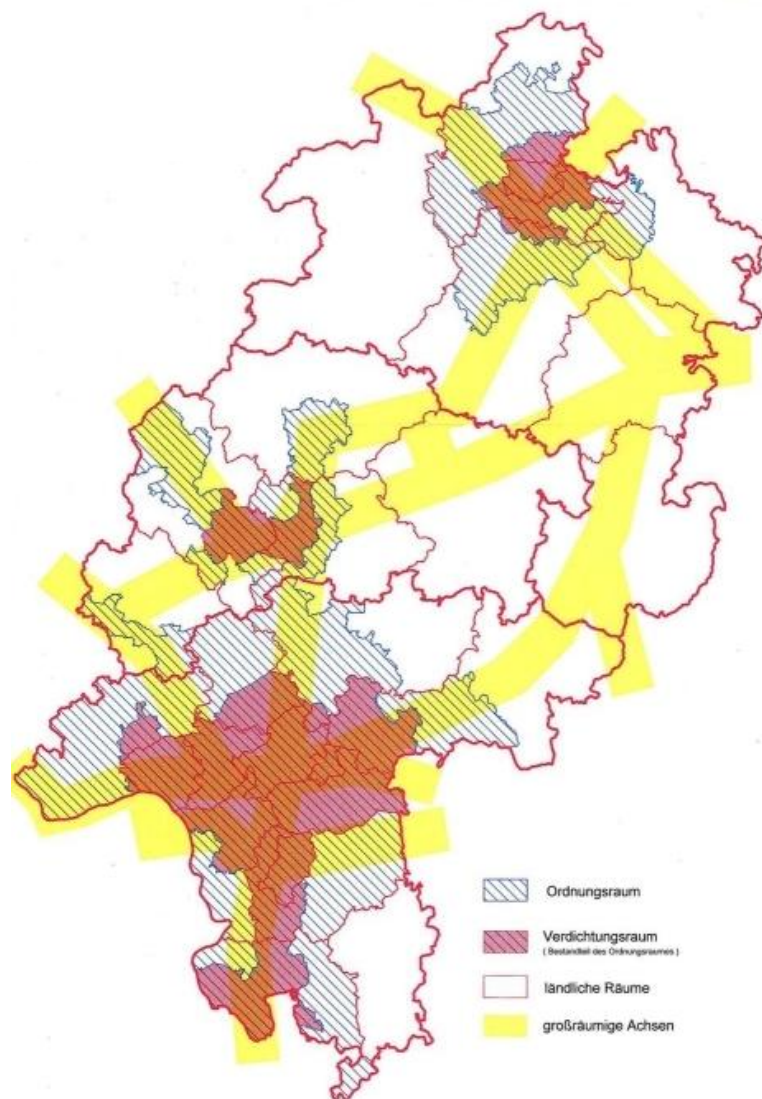 Ordnungsraum
Verdichtungsraum
( Bestandteil des Ordnungsraumes )
ländliche Räume
großräumige Achsen